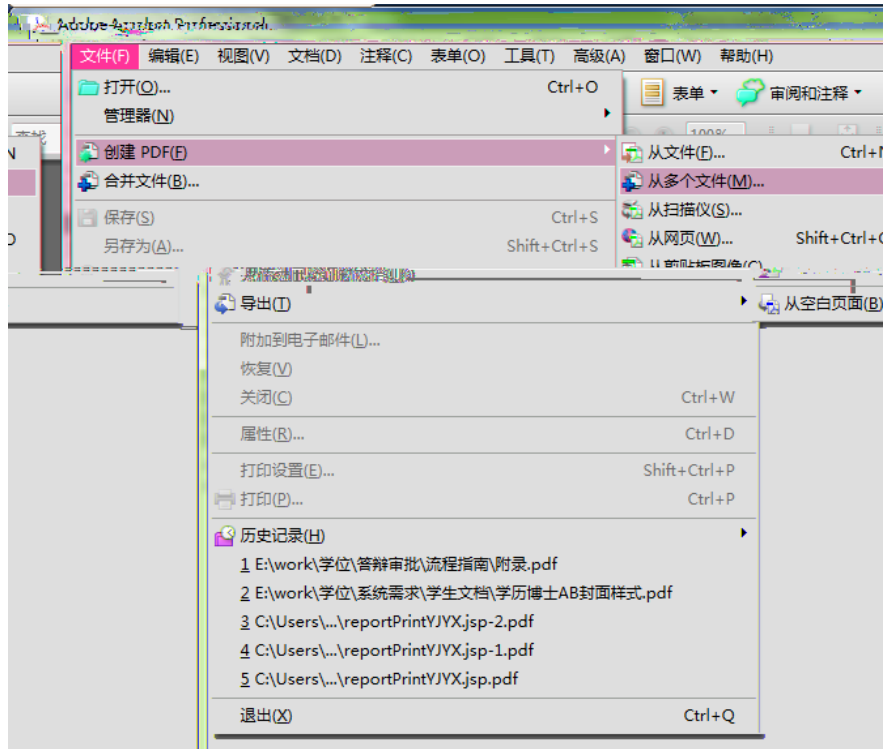 文件(F) 编辑(E) 视图(V) 文档(D) 注释(C) 表单(O) 工具(T) 高级(A) 窗口(W) 帮助(H)
打开(O)... Ctrl+O
表单 审阅和注释
管理器(N)
100%
查找
创建 PDF(F) 从文件(F)...
合并文件(B)... 从多个文件(M)...
保存(S) Ctrl+S 从扫描仪(S)...
另存为(A)... Shift+Ctrl+S 从网页(W)...
导出(T) 从空白页面(B)
附加到电子邮件(L)...
恢复(V)
关闭(C) Ctrl+W
属性(R)... Ctrl+D
打印设置(E)... Shift+Ctrl+P
打印(P)... Ctrl+P
历史记录(H)
1 E:\work\学位\答辩审批\流程指南\附录.pdf
2 E:\work\学位\系统需求\学生文档\学历博士AB封面样式.pdf
3 C:\Users\...\reportPrintYJYX.jsp-2.pdf
4 C:\Users\...\reportPrintYJYX.jsp-1.pdf
5 C:\Users\...\reportPrintYJYX.jsp.pdf
退出(X) Ctrl+Q